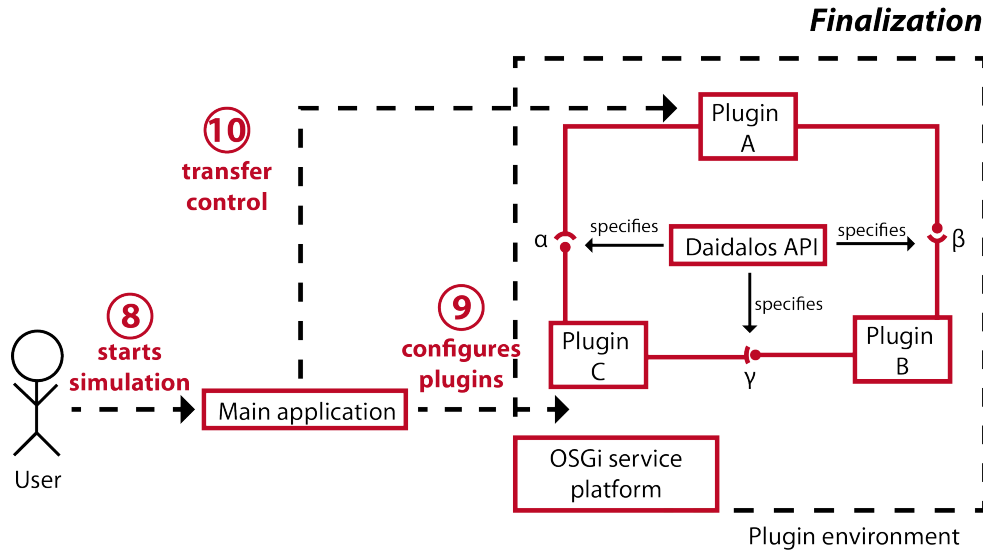 Finalization
10
transfer
control
Plugin
A
α
specifies
Daidalos API
specifies
β
specifies
8
starts
simulation
9
configures
plugins
Plugin
C
γ
Plugin
B
Main application
User
OSGi service
platform
Plugin environment